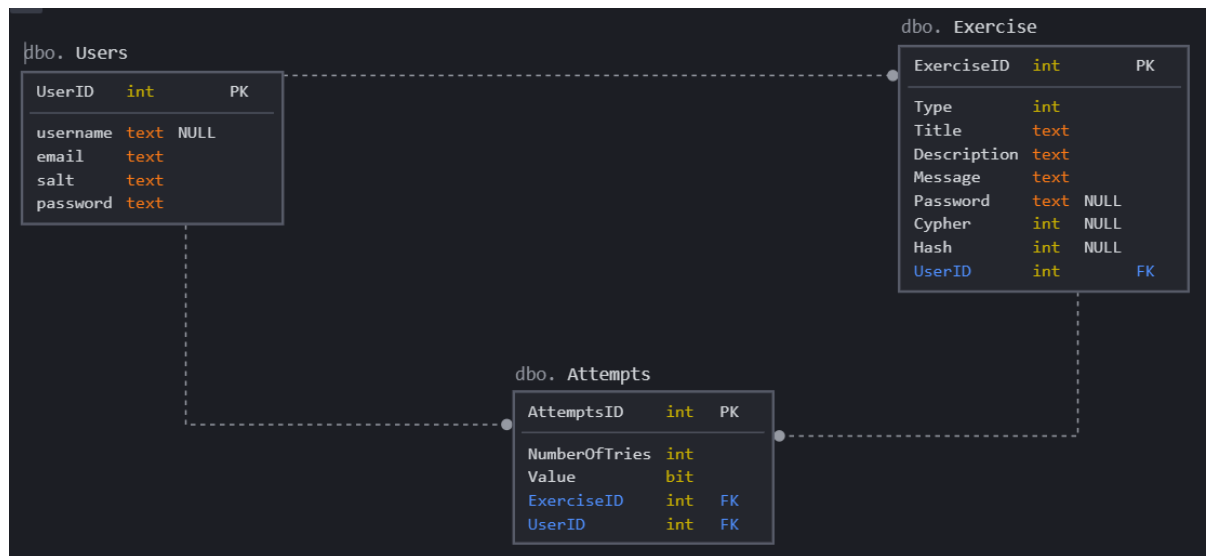 dbo. Users
UserID int PK
username text NULL
email text
salt text
password text
dbo. Exercise
ExerciseID int PK
Type int
Title text
Description text
Message text
Password text NULL
Cypher int NULL
Hash int NULL
UserID int FK
dbo. Attempts
AttemptsID int PK
NumberOfTries int
Value bit
ExerciseID int FK
UserID int FK